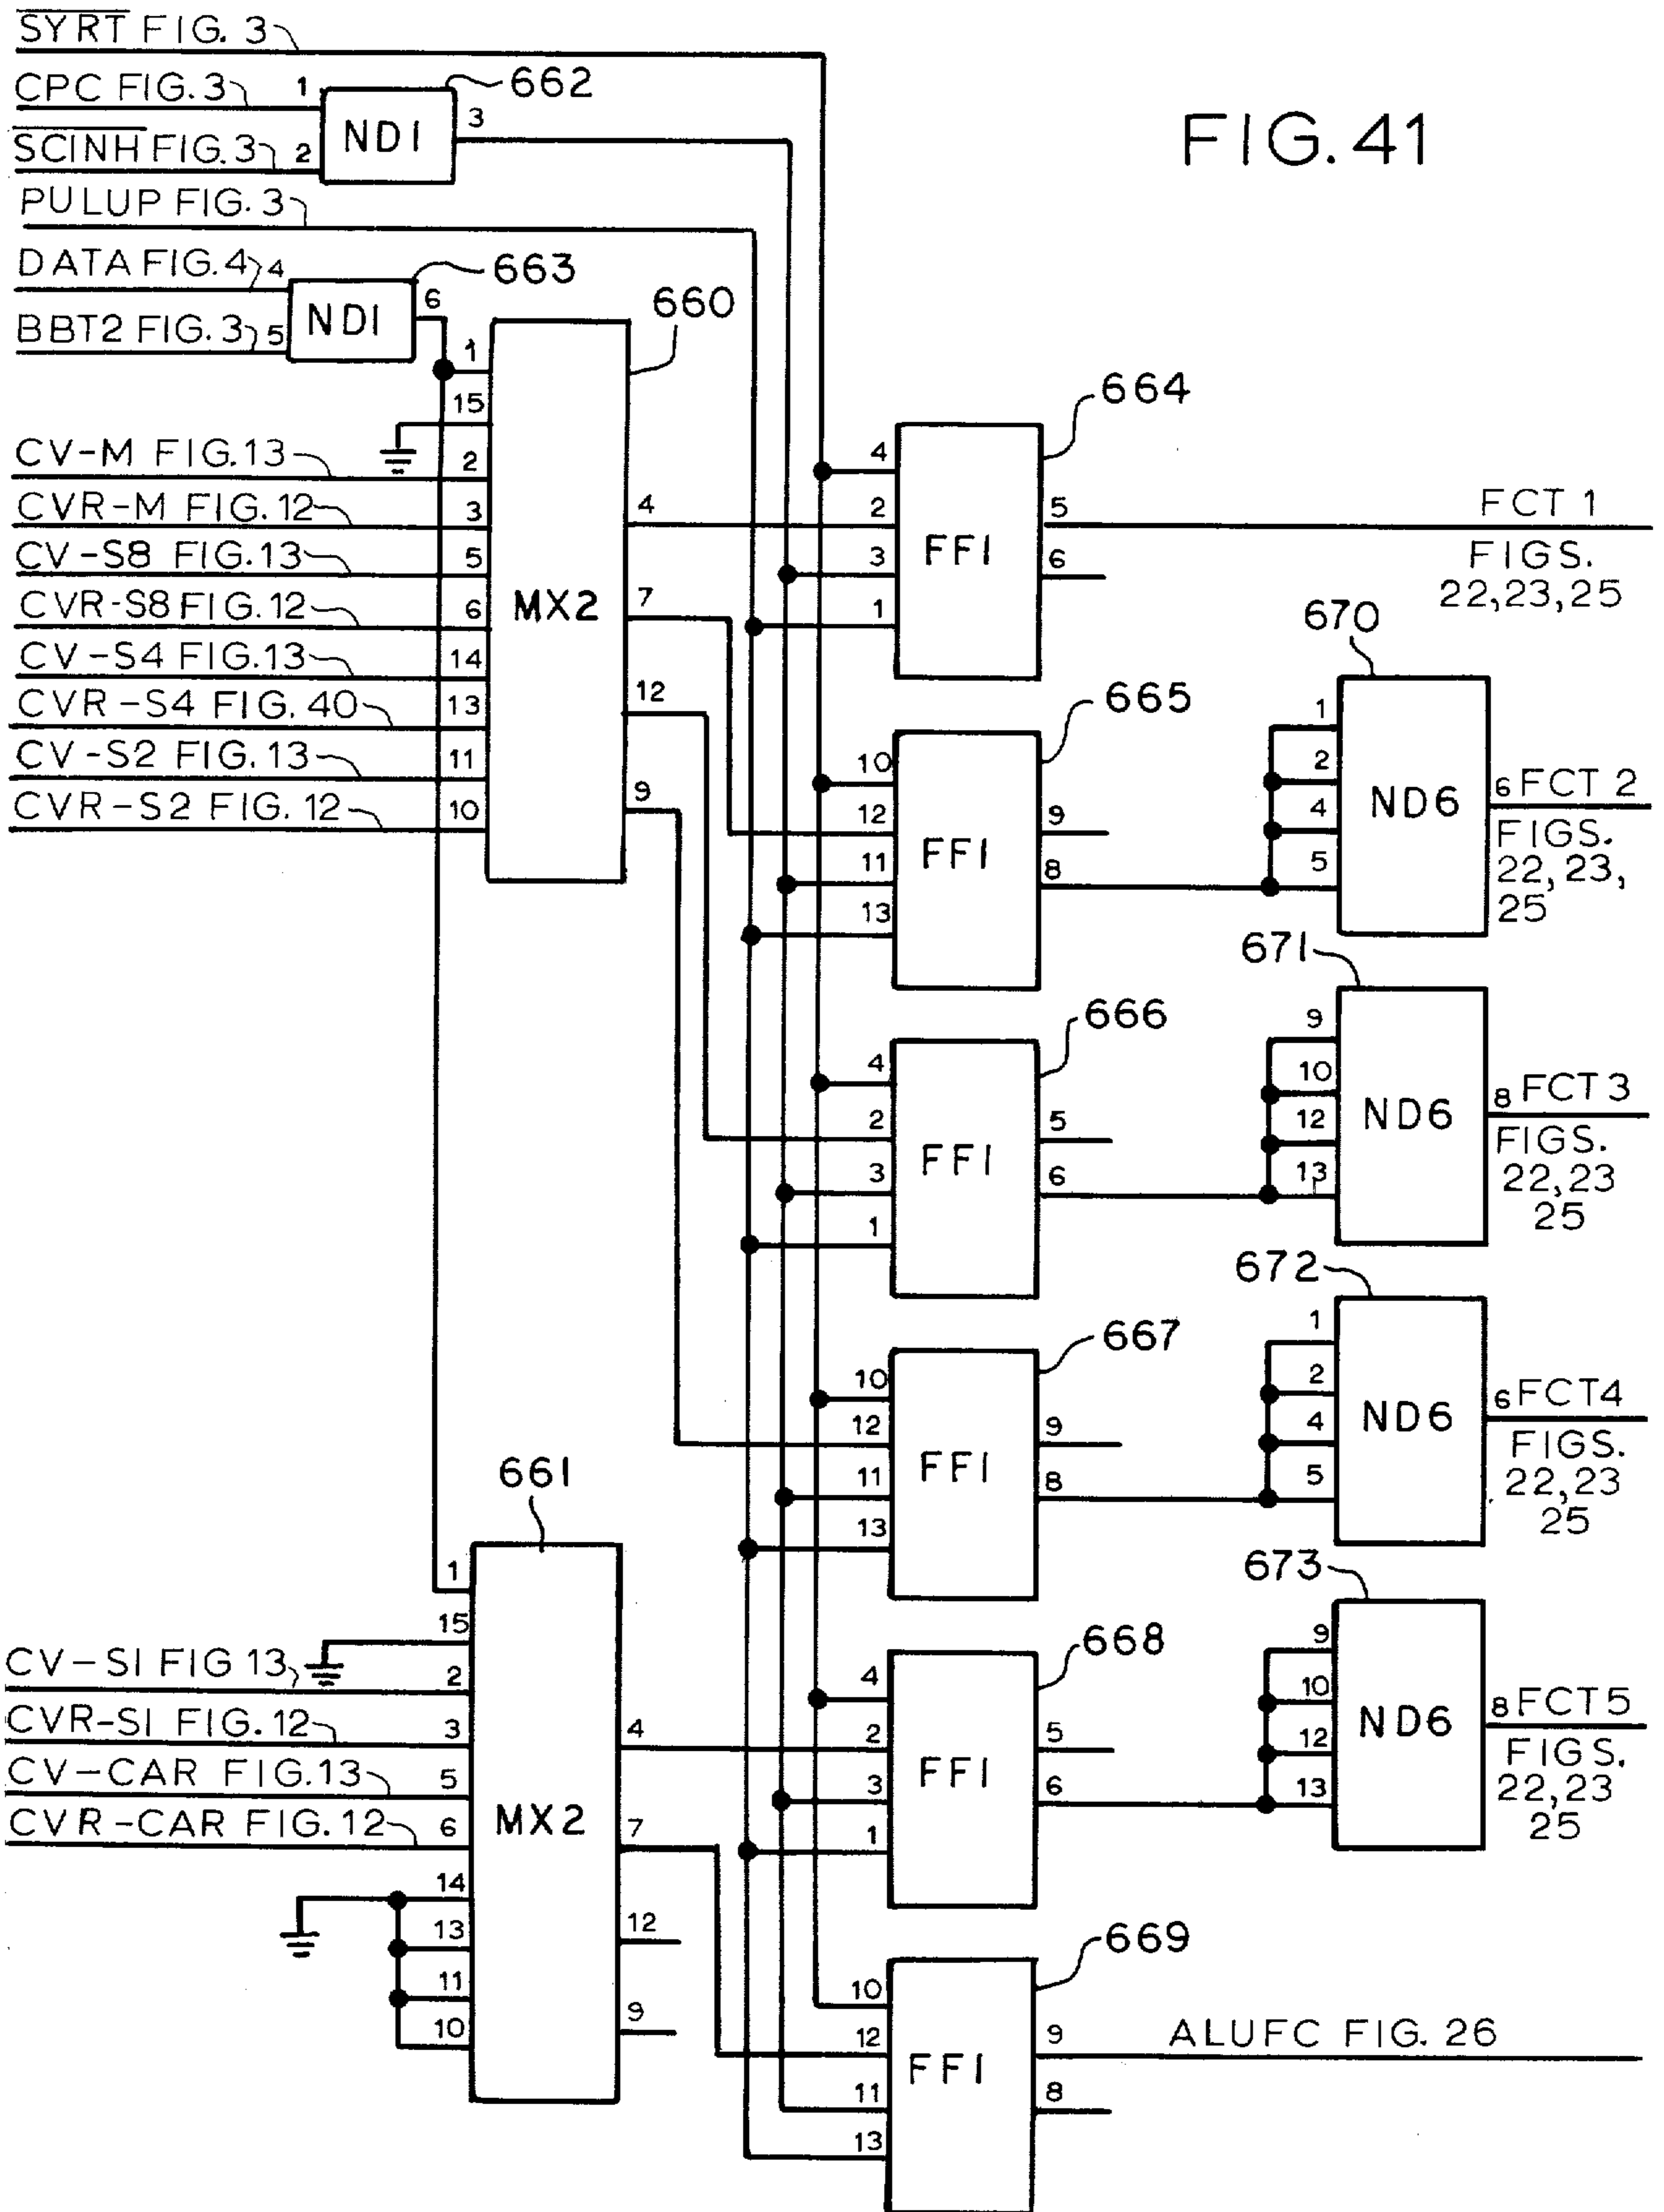 SYRT FIG. 3
CPC FIG. 3
1
662
ND1
3
SCINH FIG. 3
2
PULUP FIG. 3
FIG. 41
DATA FIG. 4
4
663
ND1
6
BBT2 FIG. 3
5
660
1
15
CV-M FIG. 13
2
CVR-M FIG. 12
3
CV-S8 FIG. 13
5
CVR-S8 FIG. 12
6
CV-S4 FIG. 13
14
CVR-S4 FIG. 40
13
CV-S2 FIG. 13
11
CVR-S2 FIG. 12
10
MX2
4
7
12
9
664
4
2
3
1
FF1
5
6
FCT 1
FIGS.
22, 23, 25
665
10
12
11
13
FF1
9
8
670
1
2
4
5
ND6
6 FCT 2
FIGS.
22, 23,
25
666
4
2
3
1
FF1
5
6
671
9
10
12
13
ND6
8 FCT 3
FIGS.
22, 23
25
667
10
12
11
13
FF1
9
8
672
1
2
4
5
ND6
6 FCT4
FIGS.
22, 23
25
661
1
15
CV-S1 FIG 13
2
CVR-S1 FIG. 12
3
CV-CAR FIG. 13
5
CVR-CAR FIG. 12
6
14
13
11
10
MX2
4
7
12
9
668
4
2
3
1
FF1
5
6
673
9
10
12
13
ND6
8 FCT5
FIGS.
22, 23
25
669
10
12
11
13
FF1
9
8
ALUFC FIG. 26